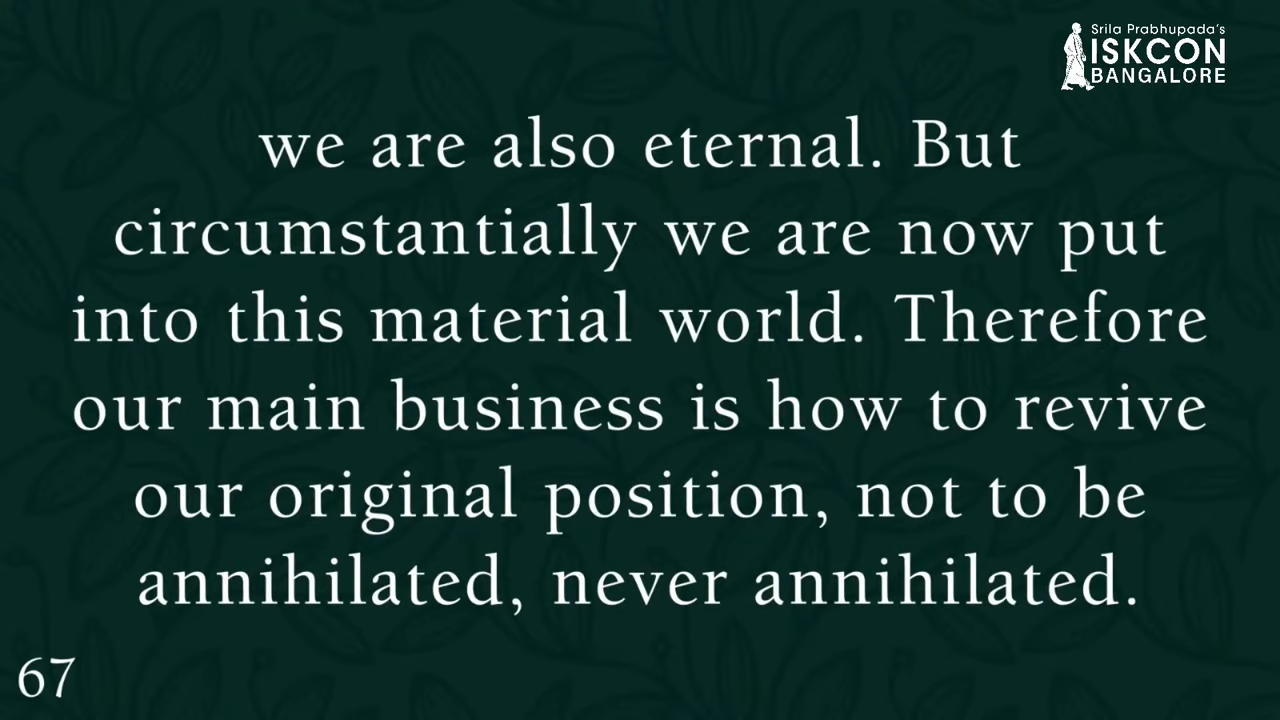 Srila Prabhupada's
ISKCON
BANGALORE
we are also eternal. But
circumstantially we are now put
into this material world. Therefore
our main business is how to revive
our original position, not to be
annihilated, never annihilated.
67